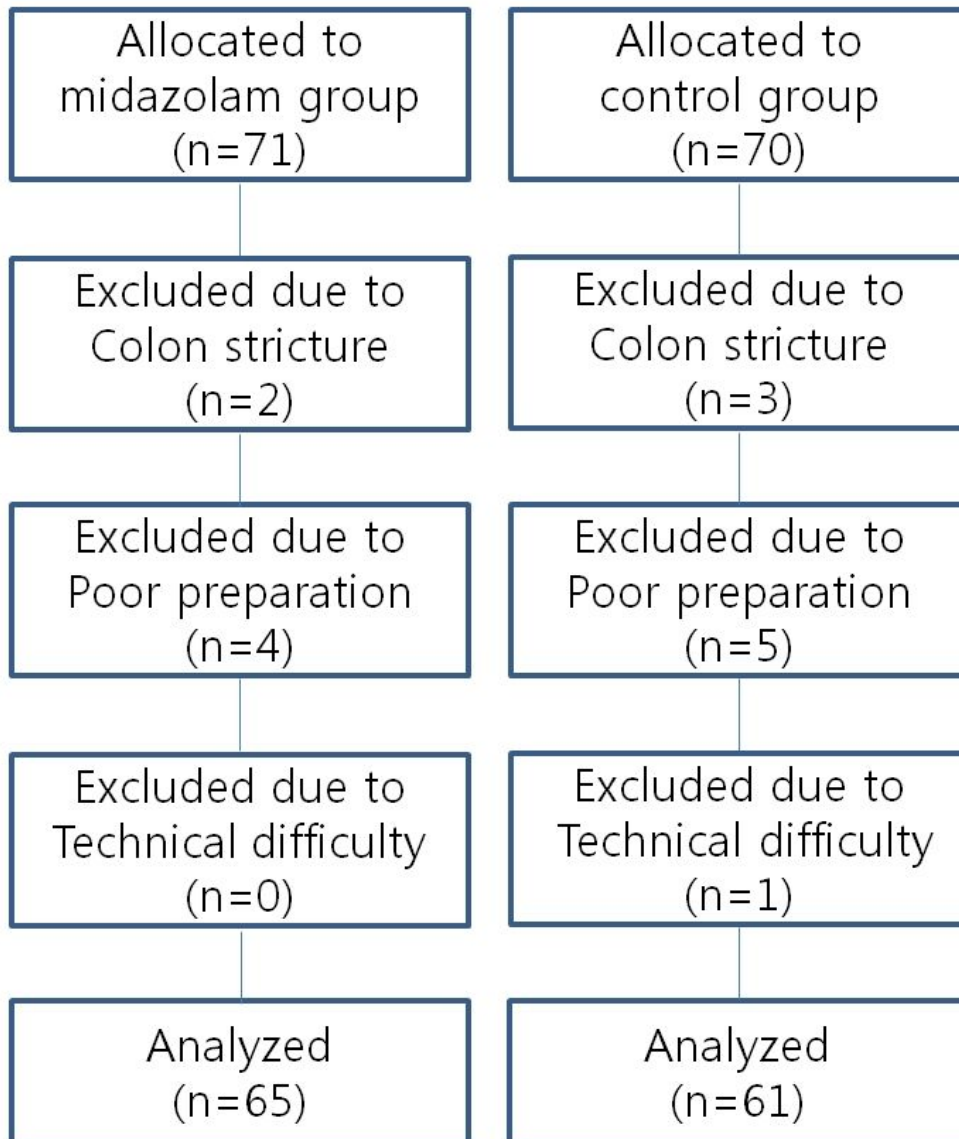 Allocated to
midazolam group
(n=71)
Excluded due to
Colon stricture
(n=2)
Excluded due to
Poor preparation
(n=4)
Excluded due to
Technical difficulty
(n=0)
Analyzed
(n=65)
Allocated to
control group
(n=70)
Excluded due to
Colon stricture
(n=3)
Excluded due to
Poor preparation
(n=5)
Excluded due to
Technical difficulty
(n=1)
Analyzed
(n=61)